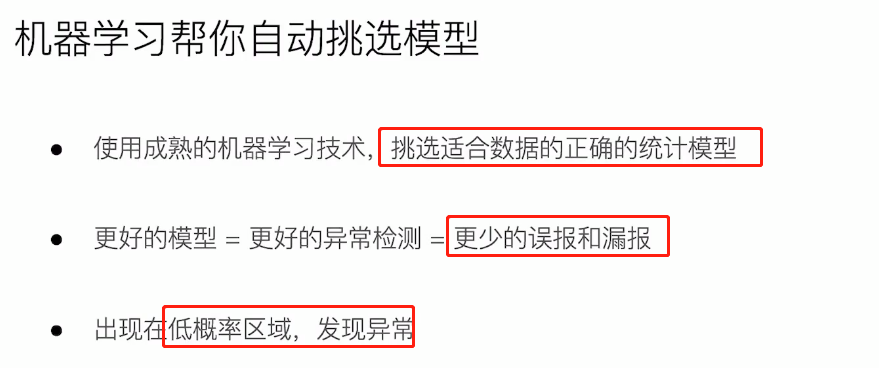 机器学习帮你自动挑选模型
● 使用成熟的机器学习技术，挑选适合数据的正确的统计模型
● 更好的模型 = 更好的异常检测 = 更少的误报和漏报
● 出现在低概率区域，发现异常